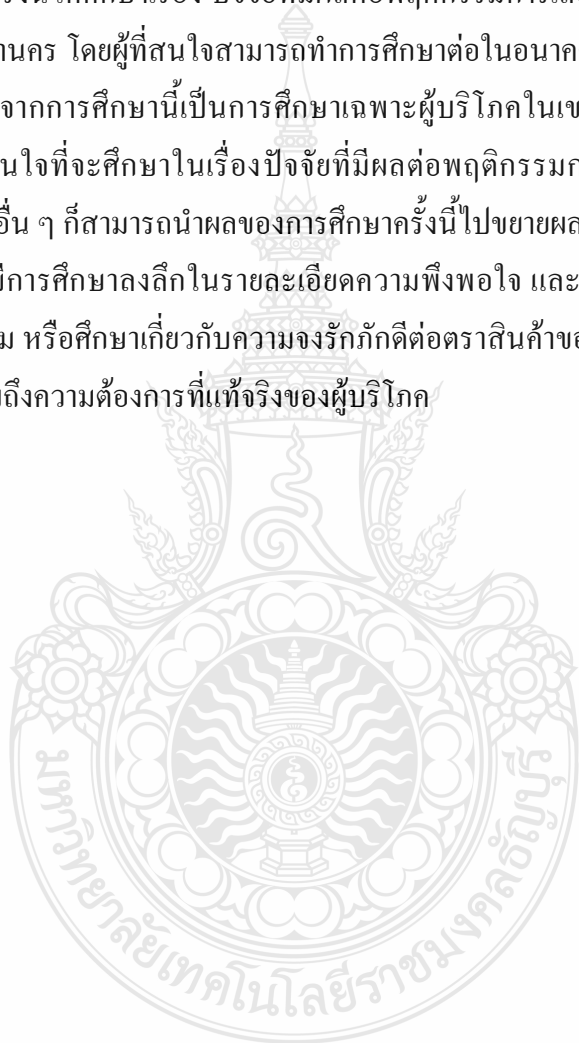 านคร โดยผู้ที่สนใจสามารถทำการศึกษาต่อในอนาค
จากการศึกษานี้เป็นการศึกษาเฉพาะผู้บริโภคในเข
นใจที่จะศึกษาในเรื่องปัจจัยที่มีผลต่อพฤติกรรมก
อื่น ๆ ก็สามารถนำผลของการศึกษาครั้งนี้ไปขยายผล
มีการศึกษาลงลึกในรายละเอียดความพึงพอใจ และ
ม หรือศึกษาเกี่ยวกับความจงรักภักดีต่อตราสินค้าขอ
ถึงความต้องการที่แท้จริงของผู้บริโภค
มหาวิทยาลัยเทคโนโลยีราชมงคลธัญบุรี